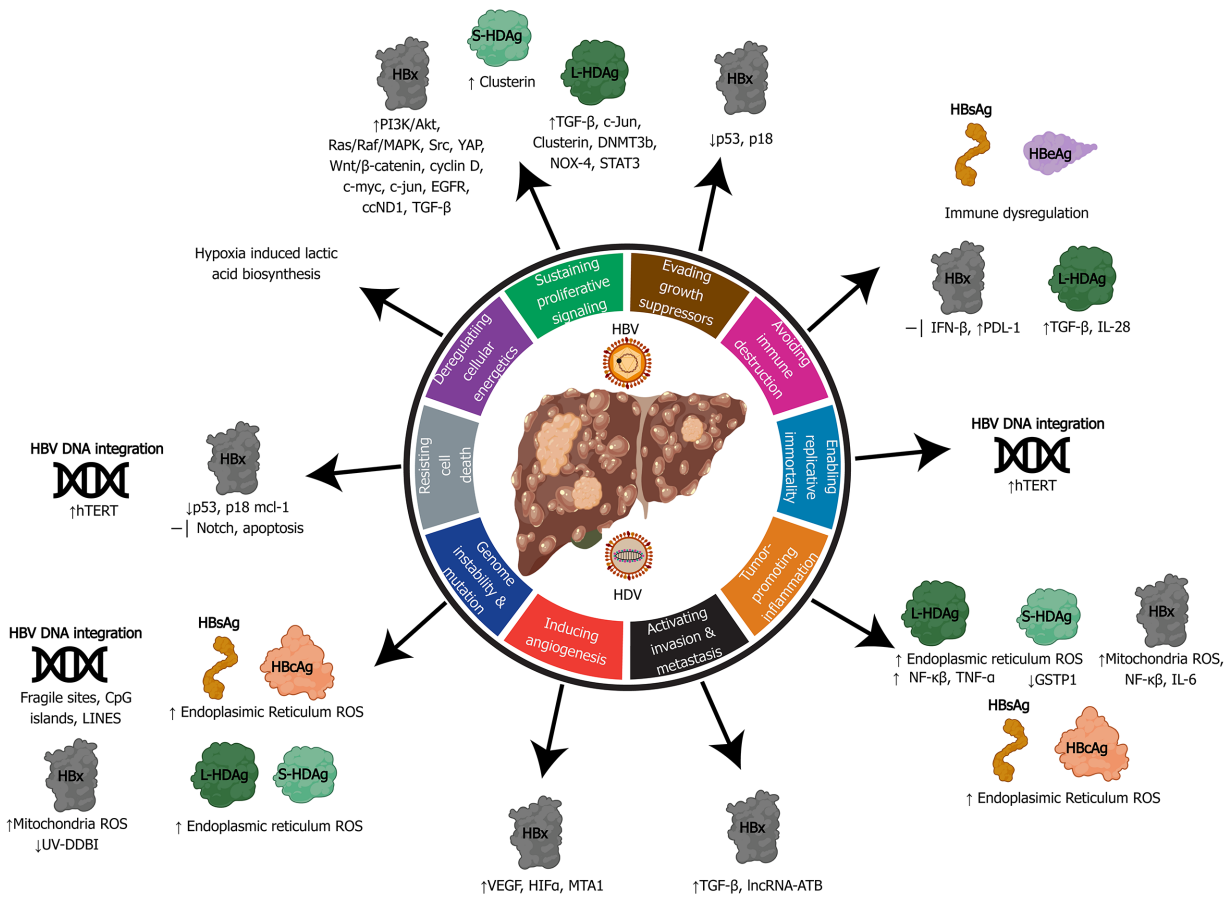 HBx
↑PI3K/Akt,
Ras/Raf/MAPK, Src, YAP,
Wnt/β-catenin, cyclin D,
c-myc, c-jun, EGFR,
ccND1, TGF-β
S-HDAg
↑ Clusterin
L-HDAg
↑TGF-β, c-Jun,
Clusterin, DNMT3b,
NOX-4, STAT3
HBx
↓p53, p18
HBsAg
HBeAg
Immune dysregulation
HBx
─│ IFN-β, ↑PDL-1
L-HDAg
↑TGF-β, IL-28
Hypoxia induced lactic
acid biosynthesis
Sustaining
proliferative
signaling
Evading
growth
suppressors
Avoiding
immune
destruction
Enabling
replicative
immortality
Tumor-
promoting
inflammation
Activating
invasion &
metastasis
Inducing
angiogenesis
Genome
instability &
mutation
Resisting
cell
death
Deregulatiing
cellular
energetics
HBV
HDV
HBV DNA integration
↑hTERT
HBV DNA integration
↑hTERT
HBx
↓p53, p18 mcl-1
─│ Notch, apoptosis
L-HDAg
S-HDAg
↑ Endoplasmic reticulum ROS
↑ NF-κβ, TNF-α
↓GSTP1
HBx
↑Mitochondria ROS,
NF-κβ, IL-6
HBsAg
HBcAg
↑ Endoplasimic Reticulum ROS
HBV DNA integration
Fragile sites, CpG
islands, LINES
HBsAg
HBcAg
↑ Endoplasimic Reticulum ROS
HBx
↑Mitochondria ROS
↓UV-DDBI
L-HDAg
S-HDAg
↑ Endoplasmic reticulum ROS
HBx
↑VEGF, HIFα, MTA1
HBx
↑TGF-β, lncRNA-ATB